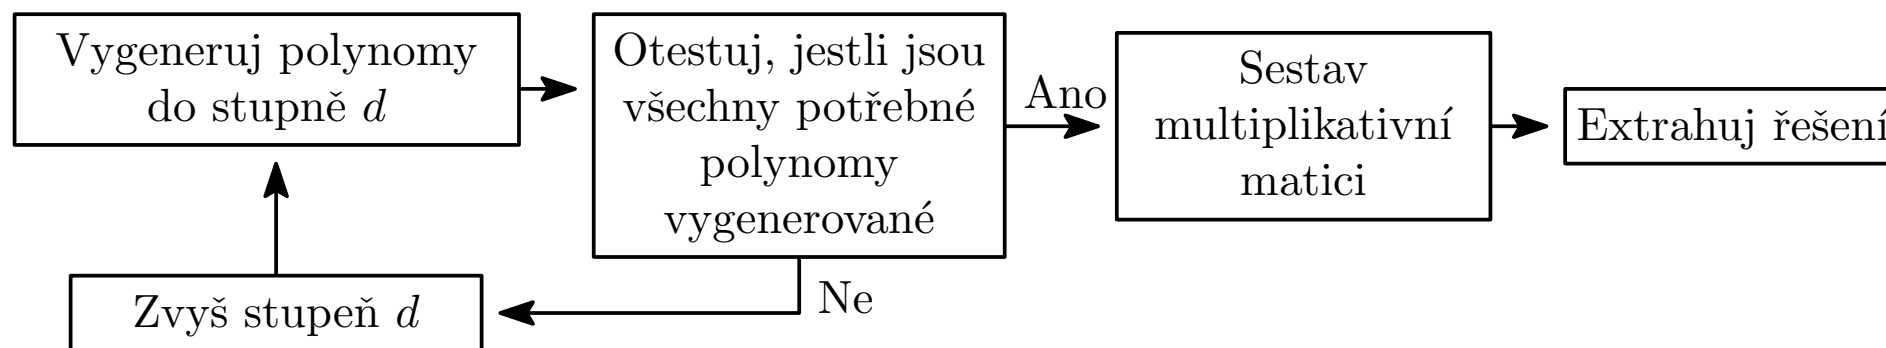 Vygeneruj polynomy
do stupně d
Otestuj, jestli jsou
všechny potřebné
polynomy
vygenerované
Ano
Sestav
multiplikativní
matici
Extrahuj řešení
Zvyš stupeň d
Ne